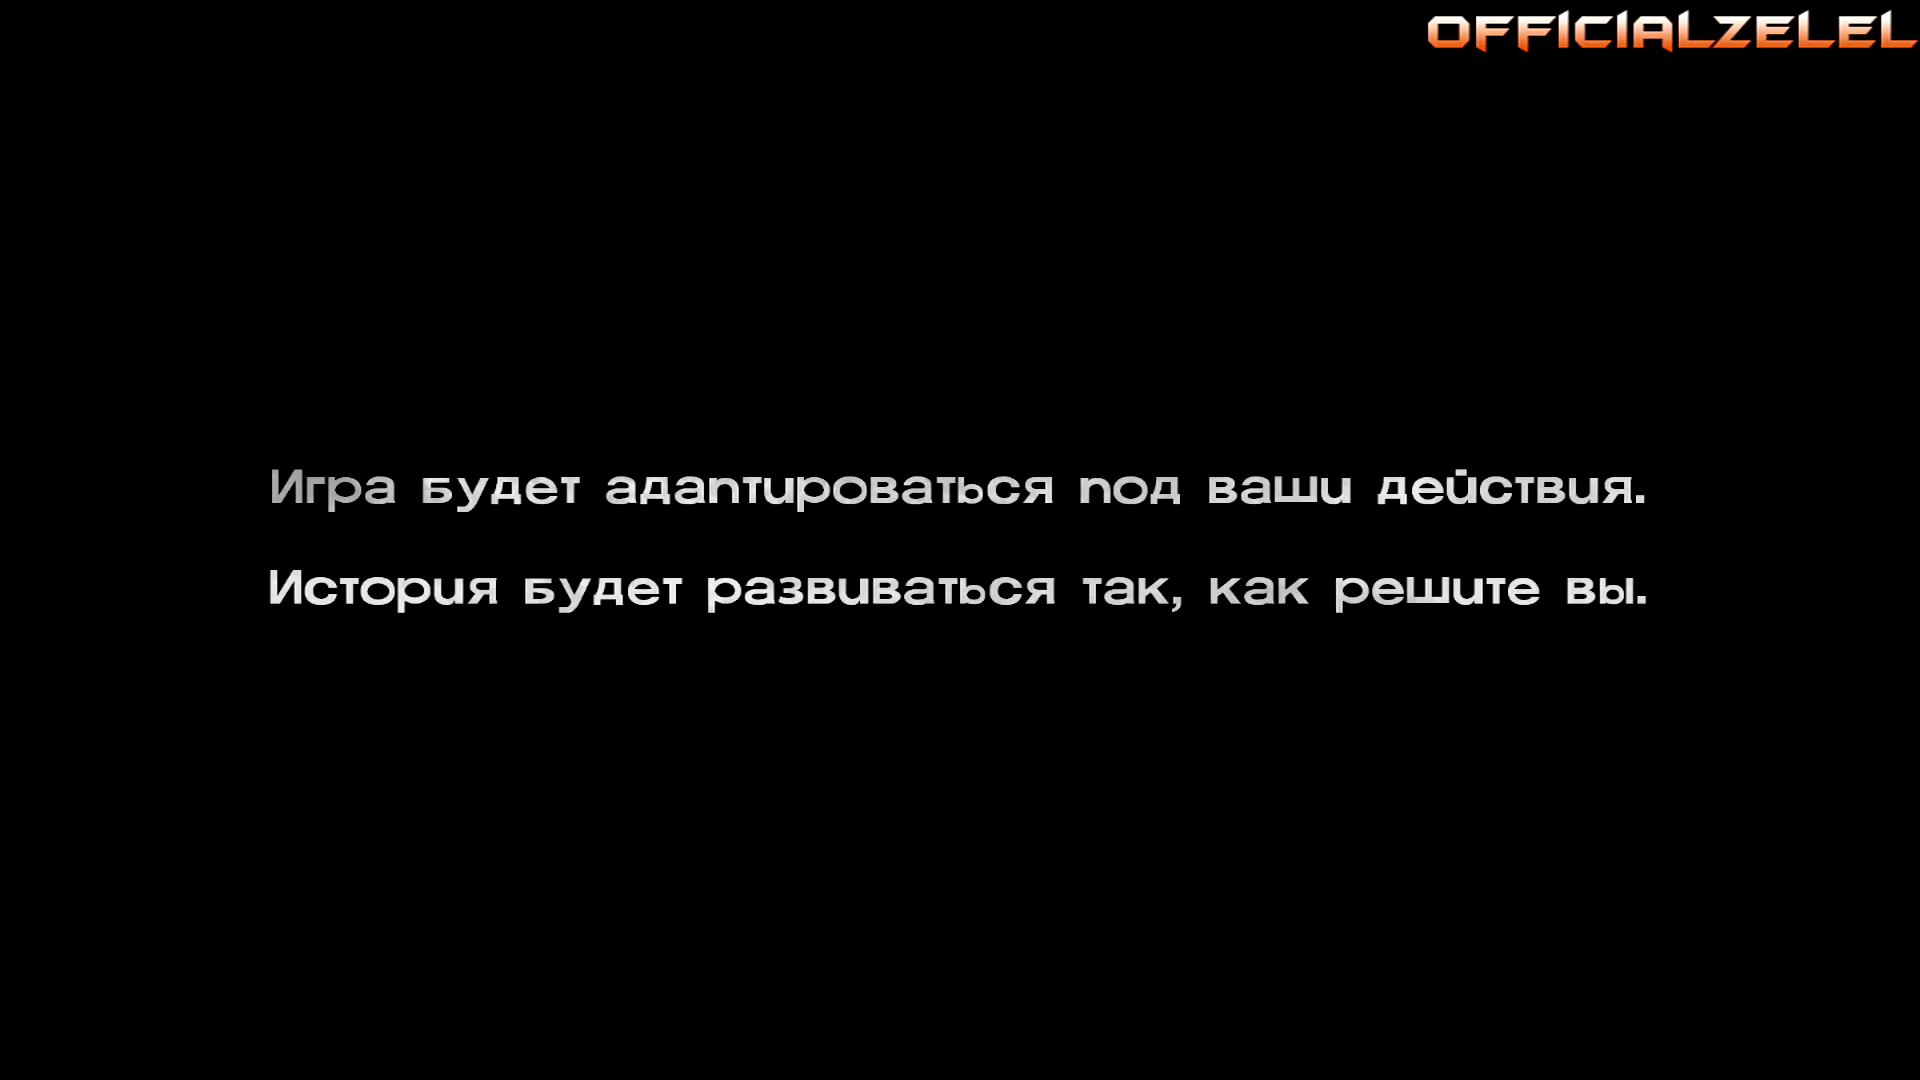 OFFICIALZELEL
Игра будет адаптироваться под ваши действия.
История будет развиваться так, как решите вы.